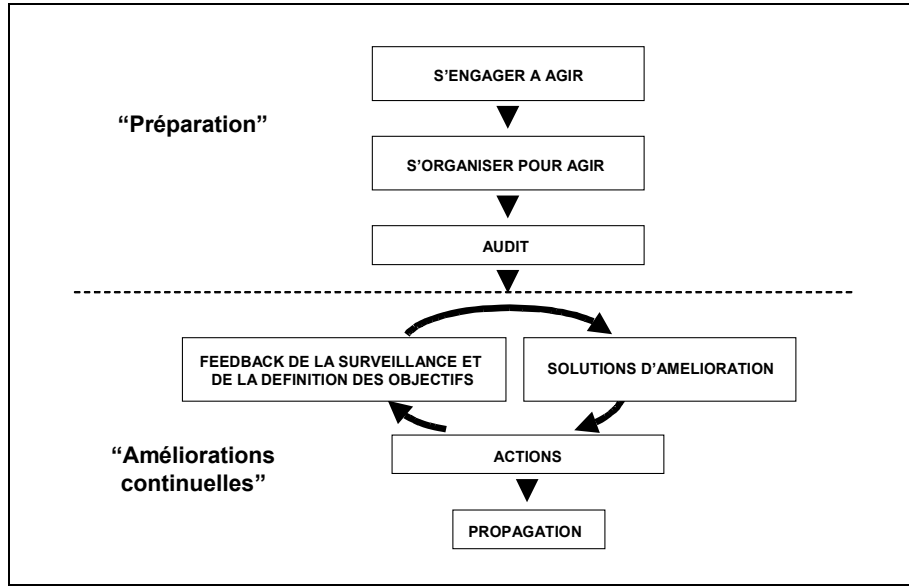 S’ENGAGER A AGIR
“Préparation”
S’ORGANISER POUR AGIR
AUDIT
FEEDBACK DE LA SURVEILLANCE ET
DE LA DEFINITION DES OBJECTIFS
SOLUTIONS D’AMELIORATION
“Améliorations
continuelles”
ACTIONS
PROPAGATION